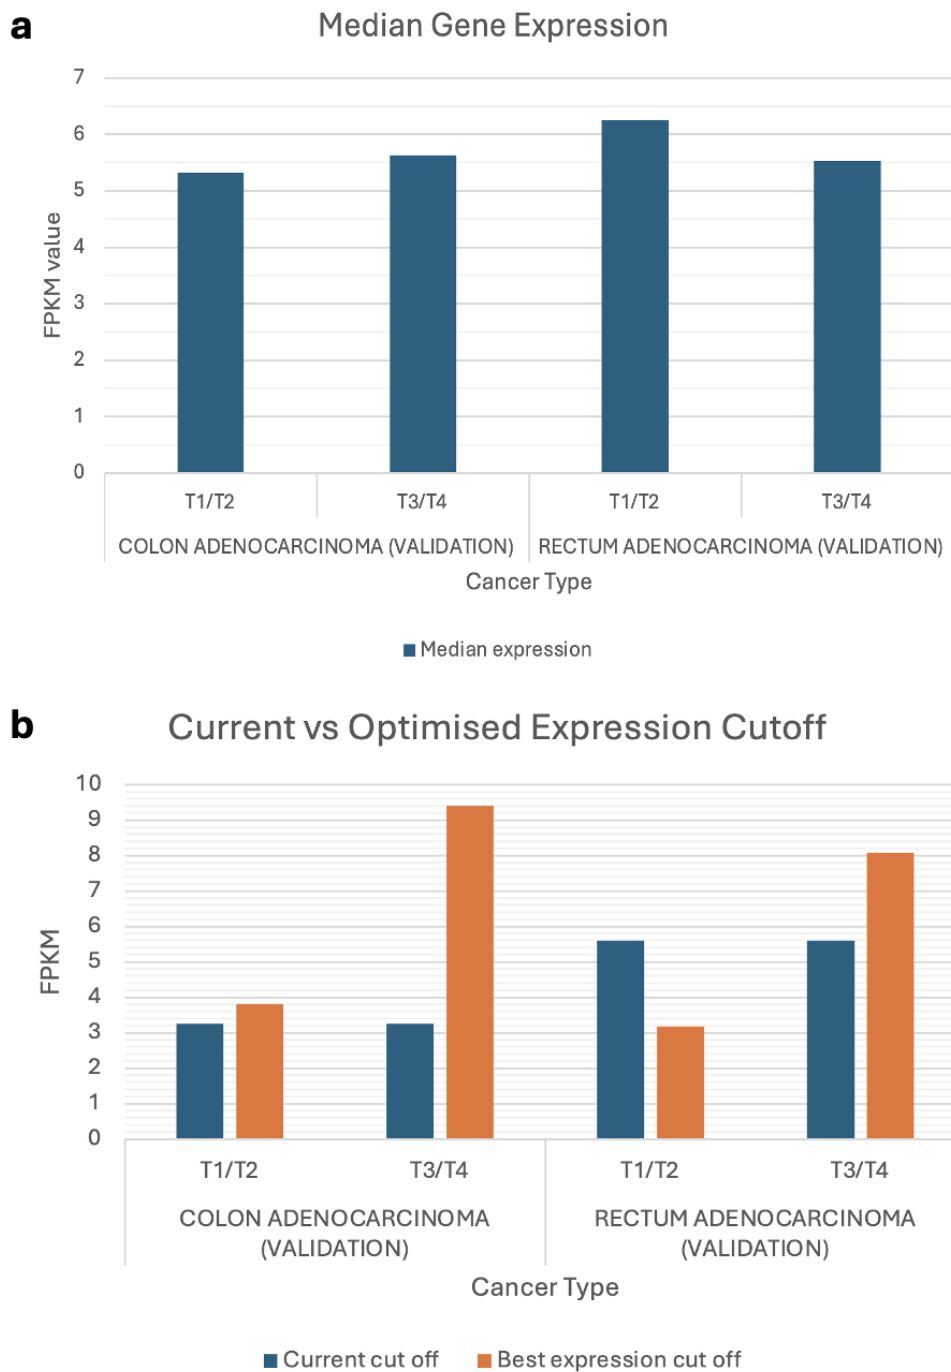 a
Median Gene Expression
7
6
5
4
3
2
1
0
FPKM value
T1/T2 T3/T4 T1/T2 T3/T4
COLON ADENOCARCINOMA (VALIDATION) RECTUM ADENOCARCINOMA (VALIDATION)
Cancer Type
Median expression
b
Current vs Optimised Expression Cutoff
10
9
8
7
6
5
4
3
2
1
0
FPKM
T1/T2 T3/T4 T1/T2 T3/T4
COLON ADENOCARCINOMA RECTUM ADENOCARCINOMA
(VALIDATION) (VALIDATION)
Cancer Type
Current cut off Best expression cut off